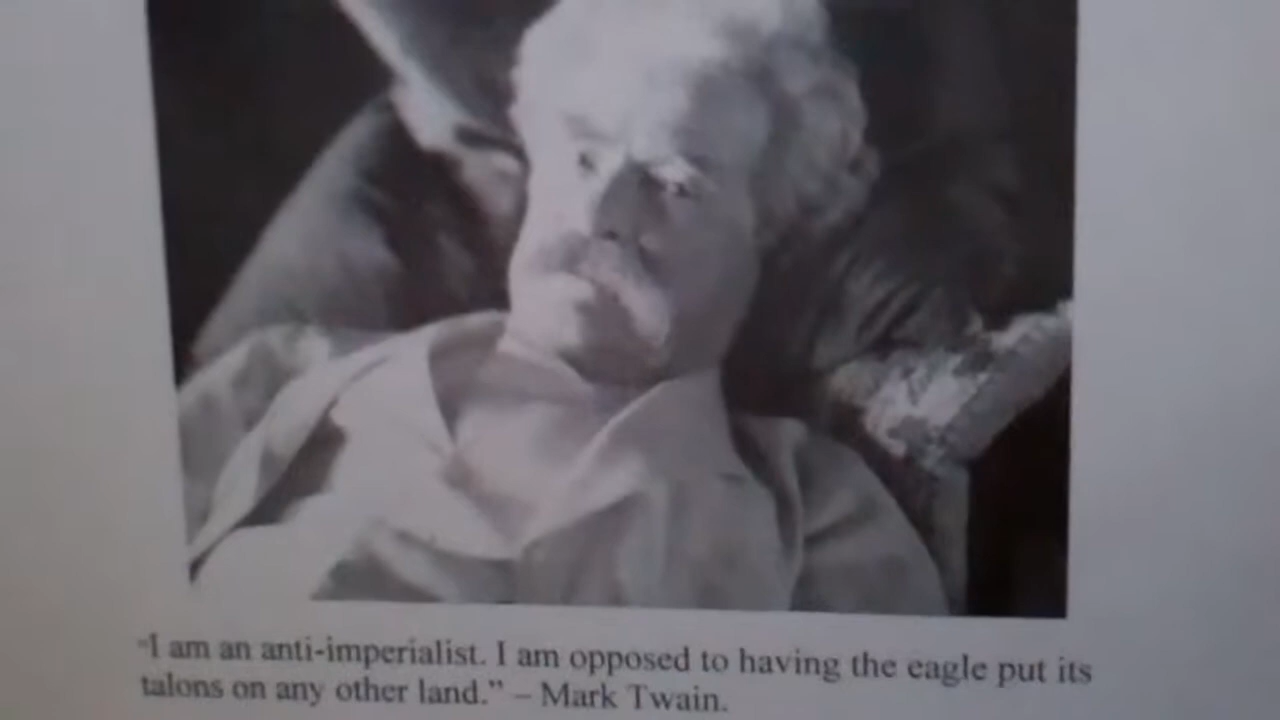 "I am an anti-imperialist. I am opposed to having the eagle put its
talons on any other land.” – Mark Twain.